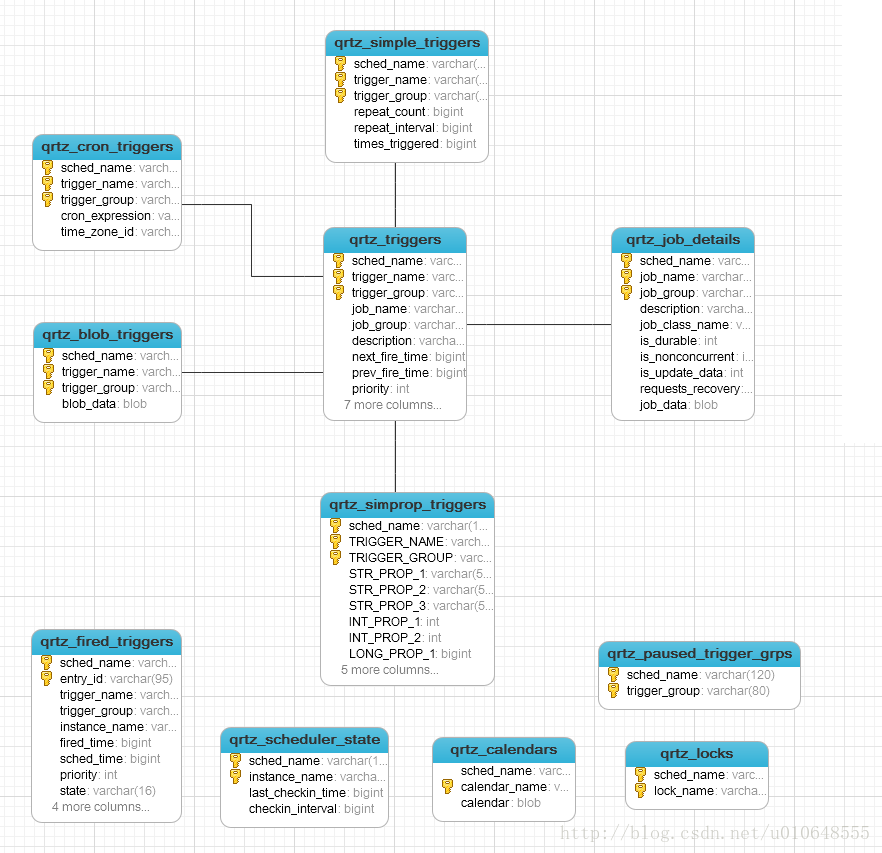 qrtz_simple_triggers
sched_name: varchar(...
trigger_name: varchar(...
trigger_group: varchar(...
repeat_count: bigint
repeat_interval: bigint
times_triggered: bigint
qrtz_cron_triggers
sched_name: varch...
trigger_name: varch...
trigger_group: varch...
cron_expression: va...
time_zone_id: varch...
qrtz_triggers
sched_name: varc...
trigger_name: varc...
trigger_group: varc...
job_name: varchar...
job_group: varchar...
description: varcha...
next_fire_time: bigint
prev_fire_time: bigint
priority: int
7 more columns...
qrtz_job_details
sched_name: varc...
job_name: varchar...
job_group: varchar...
description: varcha...
job_class_name: v...
is_durable: int
is_nonconcurrent: i...
is_update_data: int
requests_recovery:...
job_data: blob
qrtz_blob_triggers
sched_name: varch...
trigger_name: varch...
trigger_group: varch...
blob_data: blob
qrtz_simprop_triggers
sched_name: varchar(1...
TRIGGER_NAME: varch...
TRIGGER_GROUP: varc...
STR_PROP_1: varchar(5...
STR_PROP_2: varchar(5...
STR_PROP_3: varchar(5...
INT_PROP_1: int
INT_PROP_2: int
LONG_PROP_1: bigint
5 more columns...
qrtz_fired_triggers
sched_name: varch...
entry_id: varchar(95)
trigger_name: varch...
trigger_group: varch...
instance_name: var...
fired_time: bigint
sched_time: bigint
priority: int
state: varchar(16)
4 more columns...
qrtz_paused_trigger_grps
sched_name: varchar(120)
trigger_group: varchar(80)
qrtz_scheduler_state
sched_name: varchar(1...
instance_name: varcha...
last_checkin_time: bigint
checkin_interval: bigint
qrtz_calendars
sched_name: varc...
calendar_name: v...
calendar: blob
qrtz_locks
sched_name: varc...
lock_name: varcha...
http://blog.csdn.net/u010648555